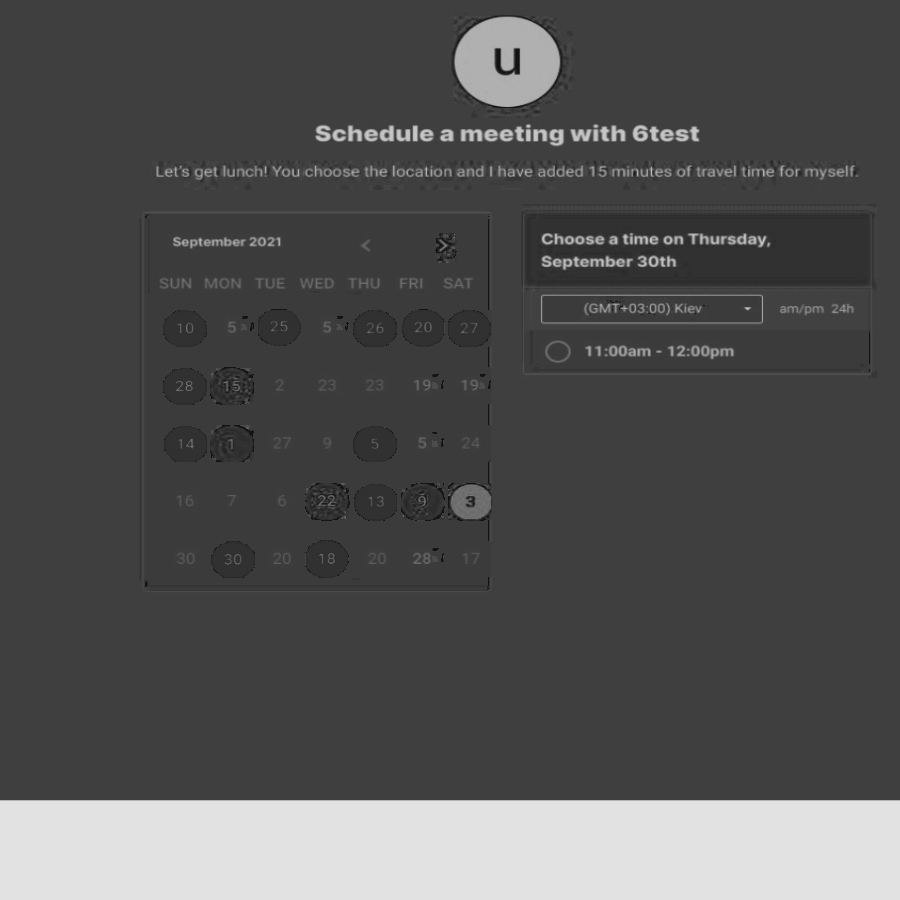 u
Schedule a meeting with 6test
Let's get lunch! You choose the location and I have added 15 minutes of travel time for myself.
September 2021 < >
SUN MON TUE WED THU FRI SAT
10 5 25 5 26 20 27
28 15 2 23 23 19 19
14 1 27 9 5 5 24
16 7 6 22 13 9 3
30 30 20 18 20 28 17
Choose a time on Thursday,
September 30th
(GMT+03:00) Kiev am/pm 24h
11:00am - 12:00pm